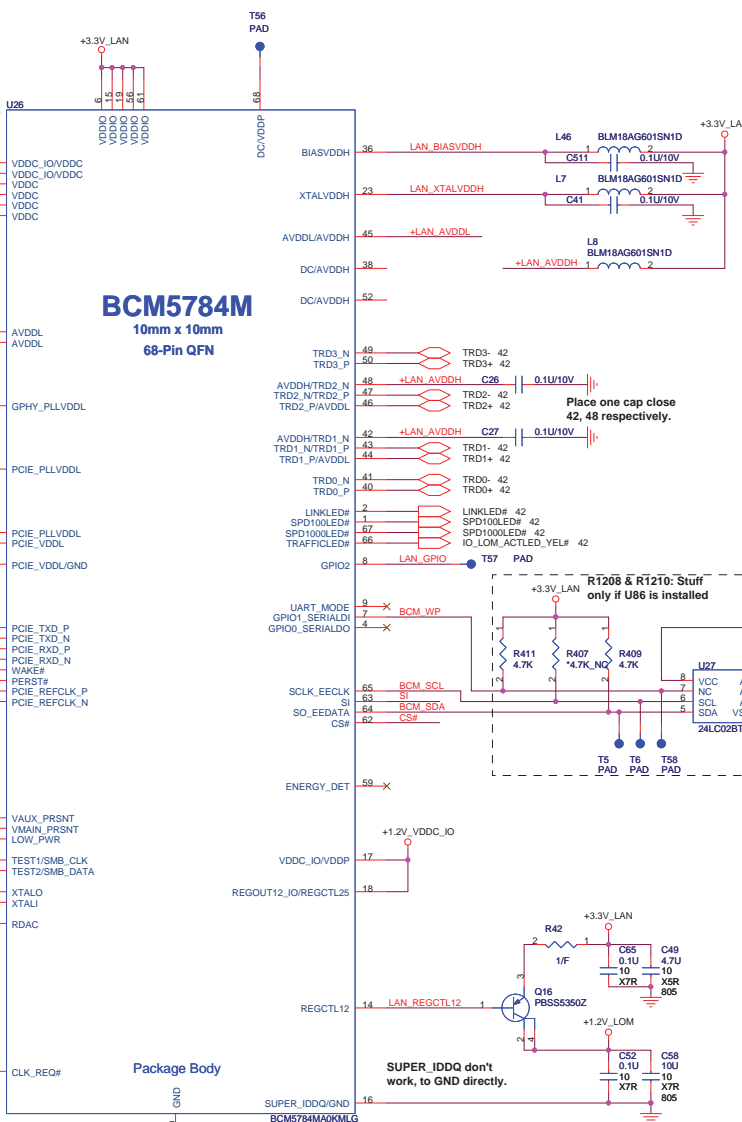 T56
PAD
+3.3V_LAN
U26
6
15
19
56
61
68
VDDIO
VDDIO
VDDIO
VDDIO
VDDIO
DC/VDDP
VDDC_IO/VDDC
VDDC_IO/VDDC
VDDC
VDDC
VDDC
VDDC
BIASVDDH
36
LAN_BIASVDDH
L46
BLM18AG601SN1D
1
2
C511
0.1U/10V
+3.3V_LA
XTALVDDH
23
LAN_XTALVDDH
L7
BLM18AG601SN1D
1
2
C41
0.1U/10V
AVDDL/AVDDH
45
+LAN_AVDDL
DC/AVDDH
38
+LAN_AVDDH
L8
BLM18AG601SN1D
1
2
DC/AVDDH
52
BCM5784M
10mm x 10mm
68-Pin QFN
AVDDL
AVDDL
GPHY_PLLVDDL
PCIE_PLLVDDL
PCIE_PLLVDDL
PCIE_VDDL
PCIE_VDDL/GND
TRD3_N
49
TRD3- 42
TRD3_P
50
TRD3+ 42
AVDDH/TRD2_N
48
+LAN_AVDDH
C26
0.1U/10V
TRD2_N/TRD2_P
47
TRD2- 42
TRD2_P/AVDDL
46
TRD2+ 42
Place one cap close
42, 48 respectively.
AVDDH/TRD1_N
42
+LAN_AVDDH
C27
0.1U/10V
TRD1_N/TRD1_P
43
TRD1- 42
TRD1_P/AVDDL
44
TRD1+ 42
TRD0_N
41
TRD0- 42
TRD0_P
40
TRD0+ 42
LINKLED#
2
LINKLED# 42
SPD100LED#
1
SPD100LED# 42
SPD1000LED#
67
SPD1000LED# 42
TRAFFICLED#
66
IO_LOM_ACTLED_YEL# 42
GPIO2
8
LAN_GPIO
T57
PAD
R1208 & R1210: Stuff
only if U86 is installed
+3.3V_LAN
UART_MODE
9
GPIO1_SERIALDI
7
BCM_WP
GPIO0_SERIALDO
4
PCIE_TXD_P
PCIE_TXD_N
PCIE_RXD_P
PCIE_RXD_N
WAKE#
PERST#
PCIE_REFCLK_P
PCIE_REFCLK_N
1
1
1
R411
4.7K
R407
*4.7K_NC
R409
4.7K
2
2
2
SCLK_EECLK
65
BCM_SCL
SI
63
SI
SO_EEDATA
64
BCM_SDA
CS#
62
CS#
U27
8
VCC
A
7
NC
A
6
SCL
A
5
SDA
VS
24LC02BT
T5
PAD
T6
PAD
T58
PAD
ENERGY_DET
59
VAUX_PRSNT
VMAIN_PRSNT
LOW_PWR
TEST1/SMB_CLK
TEST2/SMB_DATA
XTALO
XTALI
RDAC
+1.2V_VDDC_IO
VDDC_IO/VDDP
17
REGOUT12_IO/REGCTL25
18
+3.3V_LAN
R42
2
1
1/F
C65
0.1U
10
X7R
C49
4.7U
10
X5R
805
3
Q16
PBSS5350Z
REGCTL12
14
LAN_REGCTL12
1
2
4
+1.2V_LOM
C52
0.1U
10
X7R
C58
10U
10
X7R
805
CLK_REQ#
Package Body
SUPER_IDDQ don't
work, to GND directly.
GND
SUPER_IDDQ/GND
16
BCM5784MA0KMLG